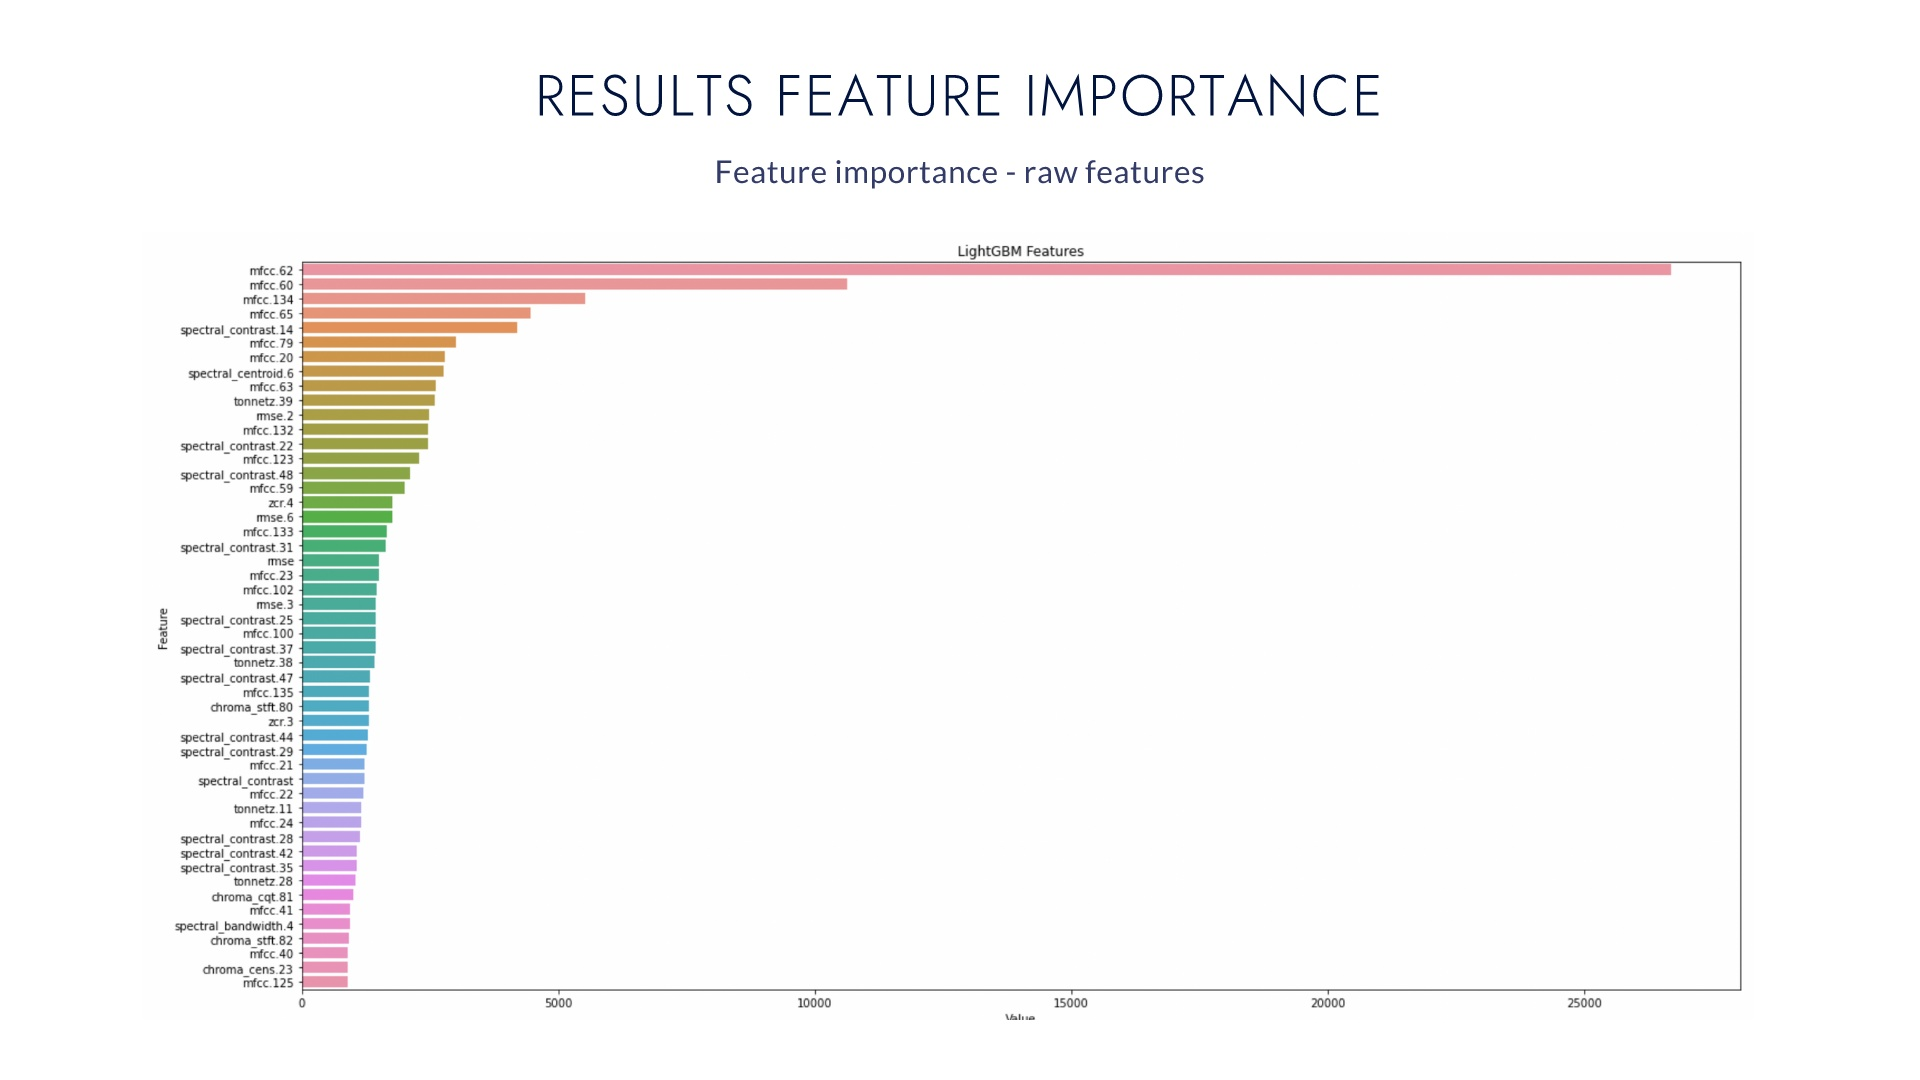 RESULTS FEATURE IMPORTANCE
Feature importance - raw features
LightGBM Features
mfcc.62
mfcc.60
mfcc.134
mfcc.65
spectral_contrast.14
mfcc.79
mfcc.20
spectral_centroid.6
mfcc.63
tonnetz.39
rmse.2
mfcc.132
spectral_contrast.22
mfcc.123
spectral_contrast.48
mfcc.59
zcr.4
rmse.6
mfcc.133
spectral_contrast.31
rmse
mfcc.23
mfcc.102
rmse.3
spectral_contrast.25
mfcc.100
spectral_contrast.37
tonnetz.38
spectral_contrast.47
mfcc.135
chroma_stft.80
zcr.3
spectral_contrast.44
spectral_contrast.29
mfcc.21
spectral_contrast
mfcc.22
tonnetz.11
mfcc.24
spectral_contrast.28
spectral_contrast.42
spectral_contrast.35
tonnetz.28
chroma_cqt.81
mfcc.41
spectral_bandwidth.4
chroma_stft.82
mfcc.40
chroma_cens.23
mfcc.125
Feature
0 5000 10000 15000 20000 25000
Value